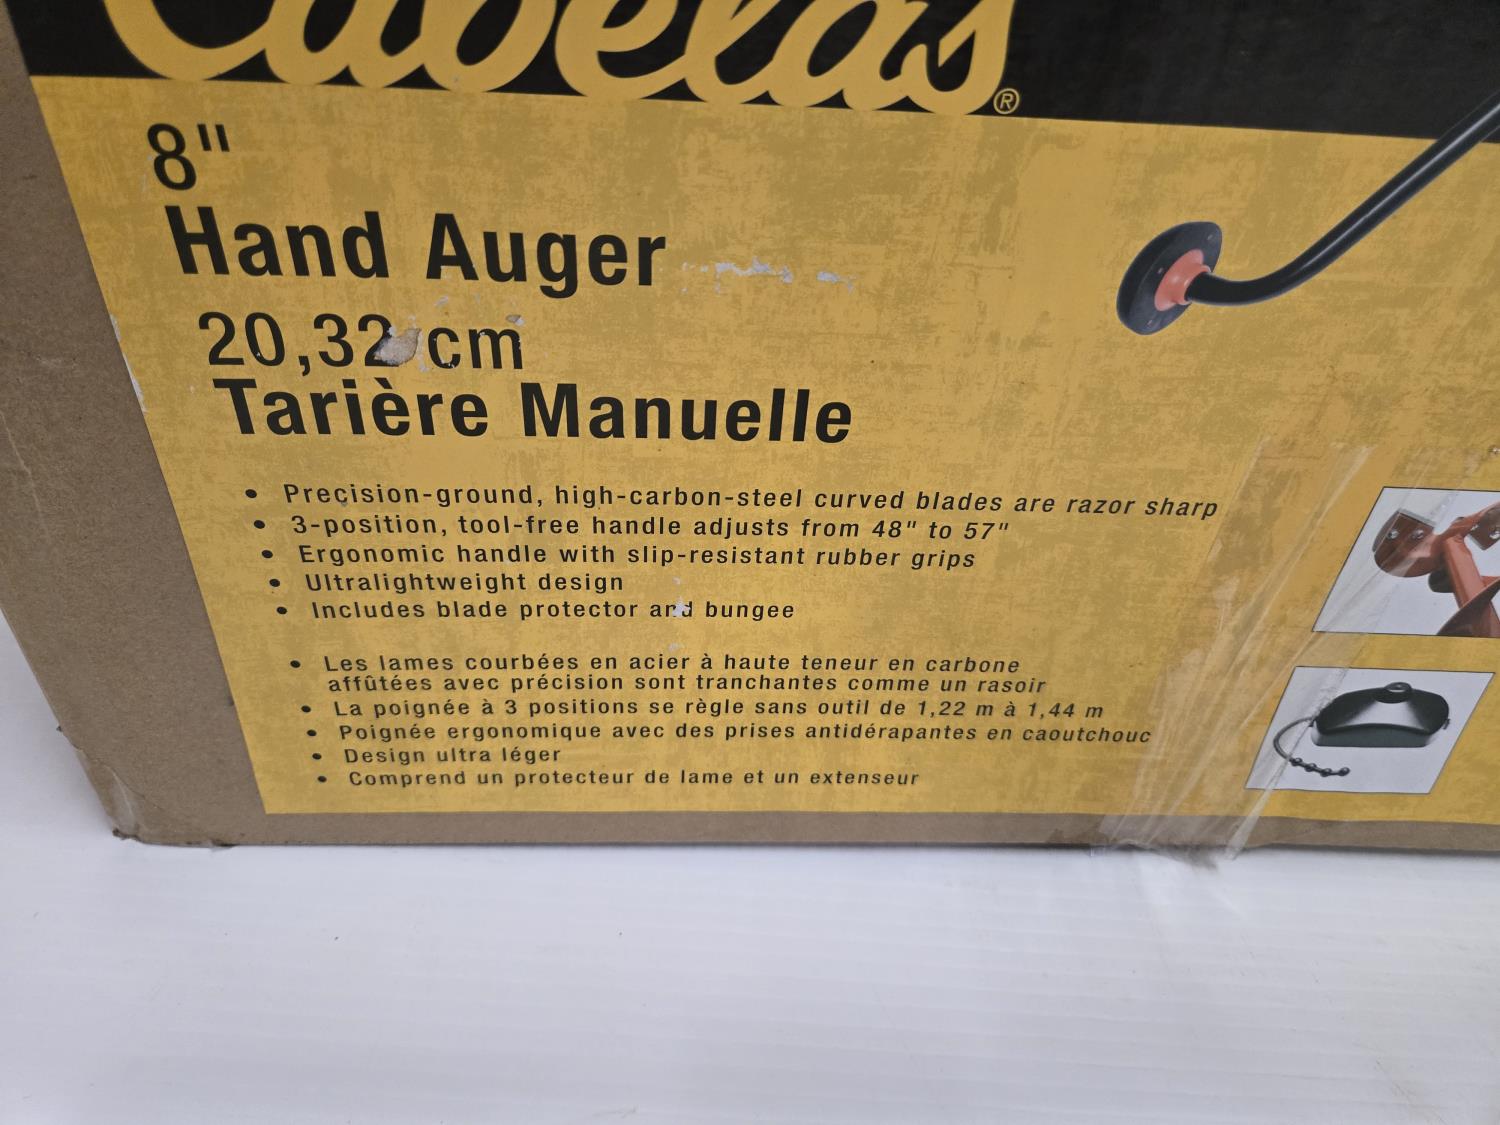 Cabela's®
8"
Hand Auger
20,32 cm
Tarière Manuelle
• Precision-ground, high-carbon-steel curved blades are razor sharp
• 3-position, tool-free handle adjusts from 48" to 57"
• Ergonomic handle with slip-resistant rubber grips
• Ultralightweight design
• Includes blade protector and bungee
• Les lames courbées en acier à haute teneur en carbone
affûtées avec précision sont tranchantes comme un rasoir
• La poignée à 3 positions se règle sans outil de 1,22 m à 1,44 m
• Poignée ergonomique avec des prises antidérapantes en caoutchouc
• Design ultra léger
• Comprend un protecteur de lame et un extenseur